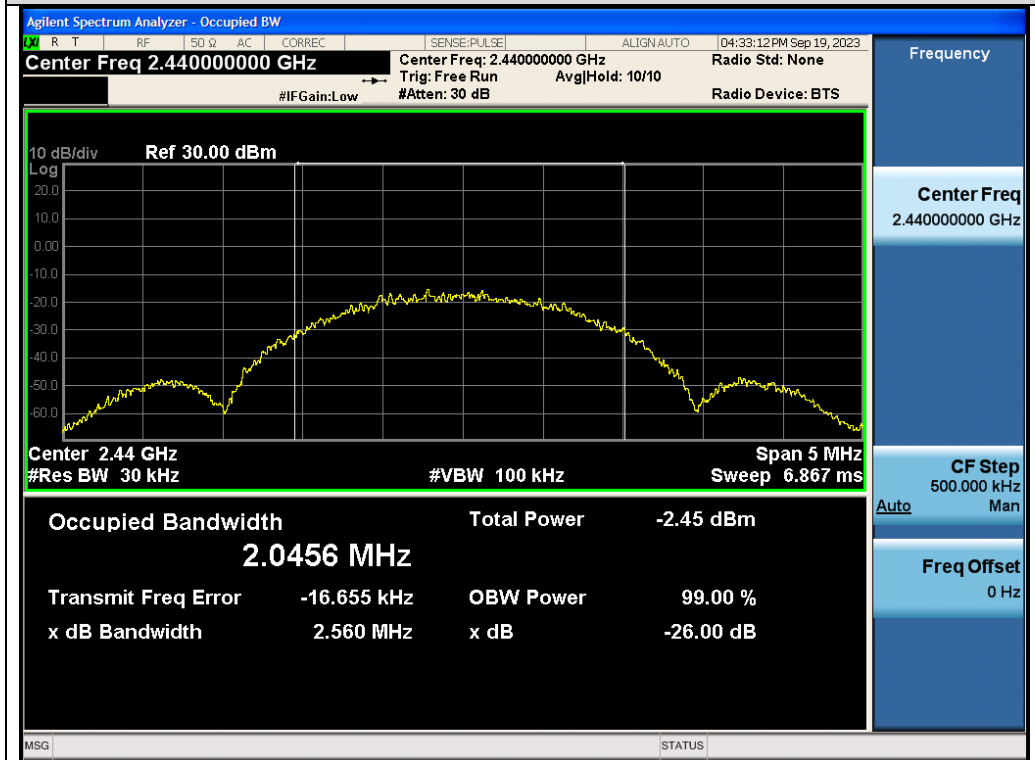 Agilent Spectrum Analyzer - Occupied BW
LXI R T RF 50 Ω AC CORREC SENSE:PULSE ALIGN AUTO 04:33:12 PM Sep 19, 2023
Center Freq 2.440000000 GHz
Center Freq: 2.440000000 GHz Radio Std: None
Trig: Free Run Avg|Hold: 10/10
#IFGain:Low #Atten: 30 dB Radio Device: BTS
10 dB/div Ref 30.00 dBm
Log
20.0
10.0
0.00
-10.0
-20.0
-30.0
-40.0
-50.0
-60.0
Center 2.44 GHz Span 5 MHz
#Res BW 30 kHz #VBW 100 kHz Sweep 6.867 ms
Occupied Bandwidth Total Power -2.45 dBm
2.0456 MHz
Transmit Freq Error -16.655 kHz OBW Power 99.00 %
x dB Bandwidth 2.560 MHz x dB -26.00 dB
Frequency
Center Freq
2.440000000 GHz
CF Step
500.000 kHz
Auto Man
Freq Offset
0 Hz
MSG STATUS